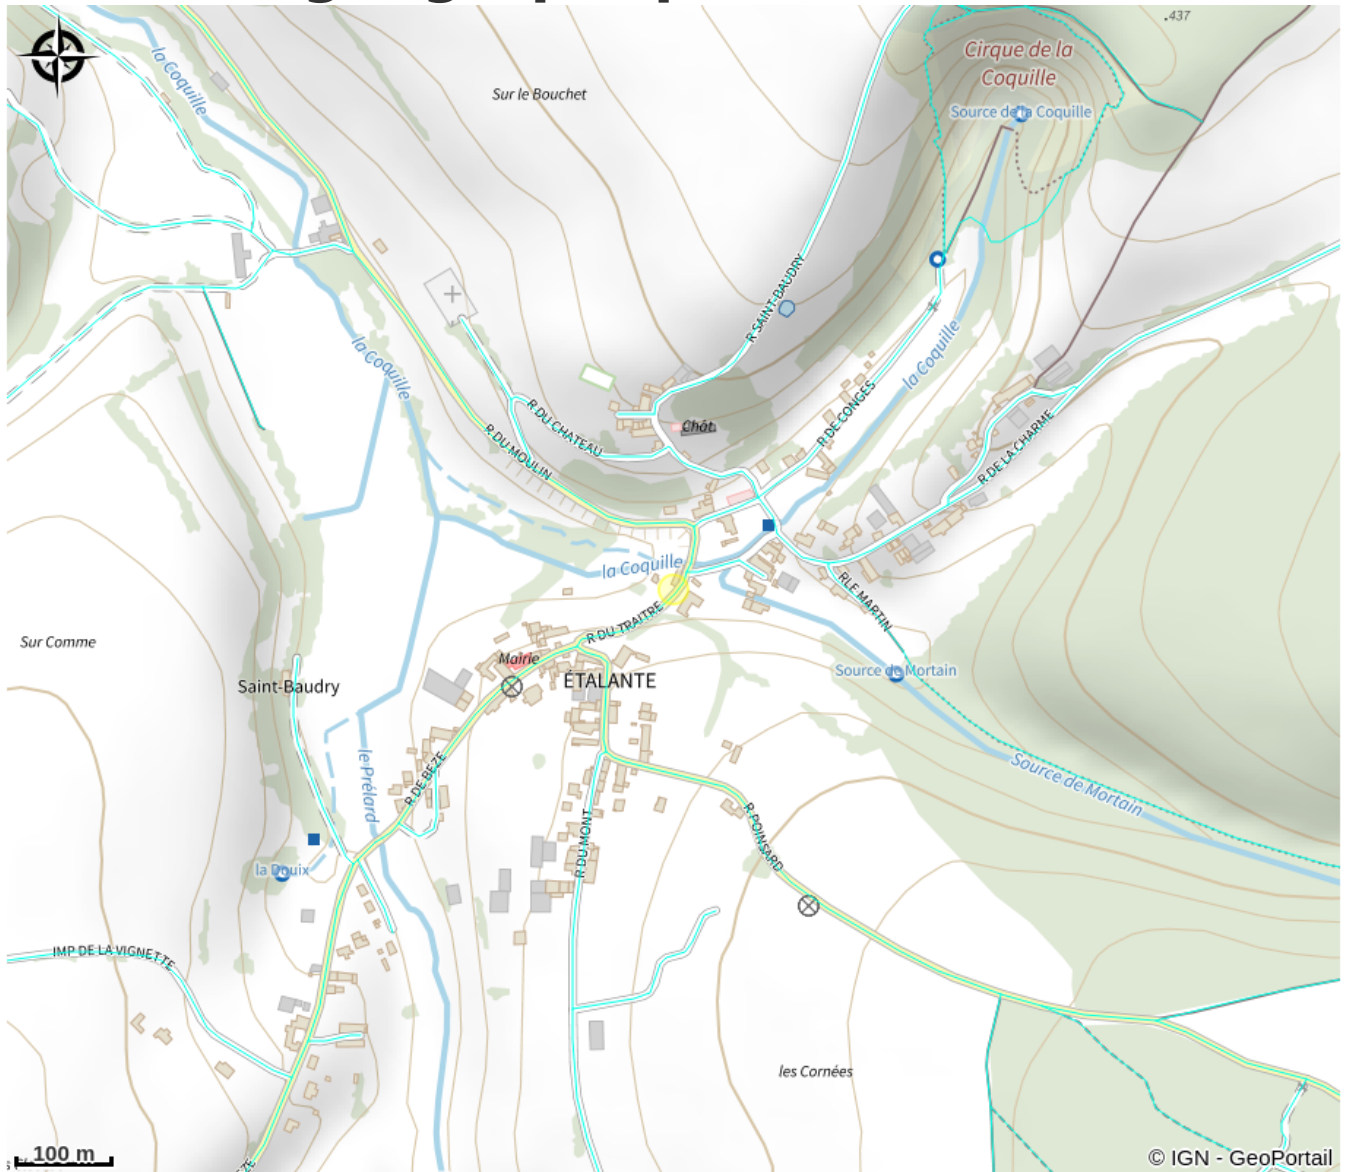 .437
Cirque de la
Coquille
la Coquille
Sur le Bouchet
Source de la Coquille
R SAINT-BAUDRY
la Coquille
la Coquille
R DE CONGES
Chât
R DU CHATEAU
R DU MOULIN
R DE LA CHARME
la Coquille
RLE MARTIN
R DU TRAITRE
Sur Comme
Mairie
Source de Mortain
ÉTALANTE
Saint-Baudry
le Prélard
R DE BEZE
Source de Mortain
R POINSARD
R DU MONT
la Douix
IMP DE LA VIGNETTE
les Cornées
100 m
© IGN - GeoPortail